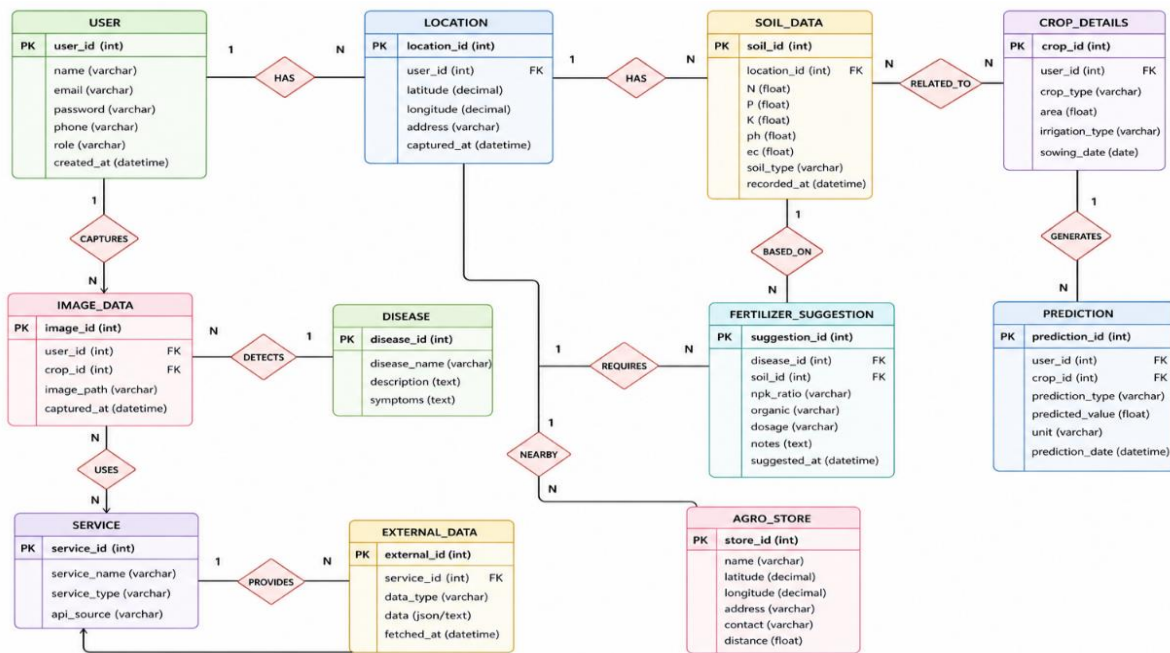 USER
PK user_id (int)
name (varchar)
email (varchar)
password (varchar)
phone (varchar)
role (varchar)
created_at (datetime)
1
HAS
N
LOCATION
PK location_id (int)
user_id (int) FK
latitude (decimal)
longitude (decimal)
address (varchar)
captured_at (datetime)
1
HAS
N
SOIL_DATA
PK soil_id (int)
location_id (int) FK
N (float)
P (float)
K (float)
ph (float)
ec (float)
soil_type (varchar)
recorded_at (datetime)
N
RELATED_TO
N
CROP_DETAILS
PK crop_id (int)
user_id (int) FK
crop_type (varchar)
area (float)
irrigation_type (varchar)
sowing_date (date)
1
CAPTURES
N
1
BASED_ON
N
1
GENERATES
N
IMAGE_DATA
PK image_id (int)
user_id (int) FK
crop_id (int) FK
image_path (varchar)
captured_at (datetime)
N
DETECTS
1
DISEASE
PK disease_id (int)
disease_name (varchar)
description (text)
symptoms (text)
1
REQUIRES
N
FERTILIZER_SUGGESTION
PK suggestion_id (int)
disease_id (int) FK
soil_id (int) FK
npk_ratio (varchar)
organic (varchar)
dosage (varchar)
notes (text)
suggested_at (datetime)
PREDICTION
PK prediction_id (int)
user_id (int) FK
crop_id (int) FK
prediction_type (varchar)
predicted_value (float)
unit (varchar)
prediction_date (datetime)
N
USES
N
1
NEARBY
N
SERVICE
PK service_id (int)
service_name (varchar)
service_type (varchar)
api_source (varchar)
1
PROVIDES
N
EXTERNAL_DATA
PK external_id (int)
service_id (int) FK
data_type (varchar)
data (json/text)
fetched_at (datetime)
AGRO_STORE
PK store_id (int)
name (varchar)
latitude (decimal)
longitude (decimal)
address (varchar)
contact (varchar)
distance (float)